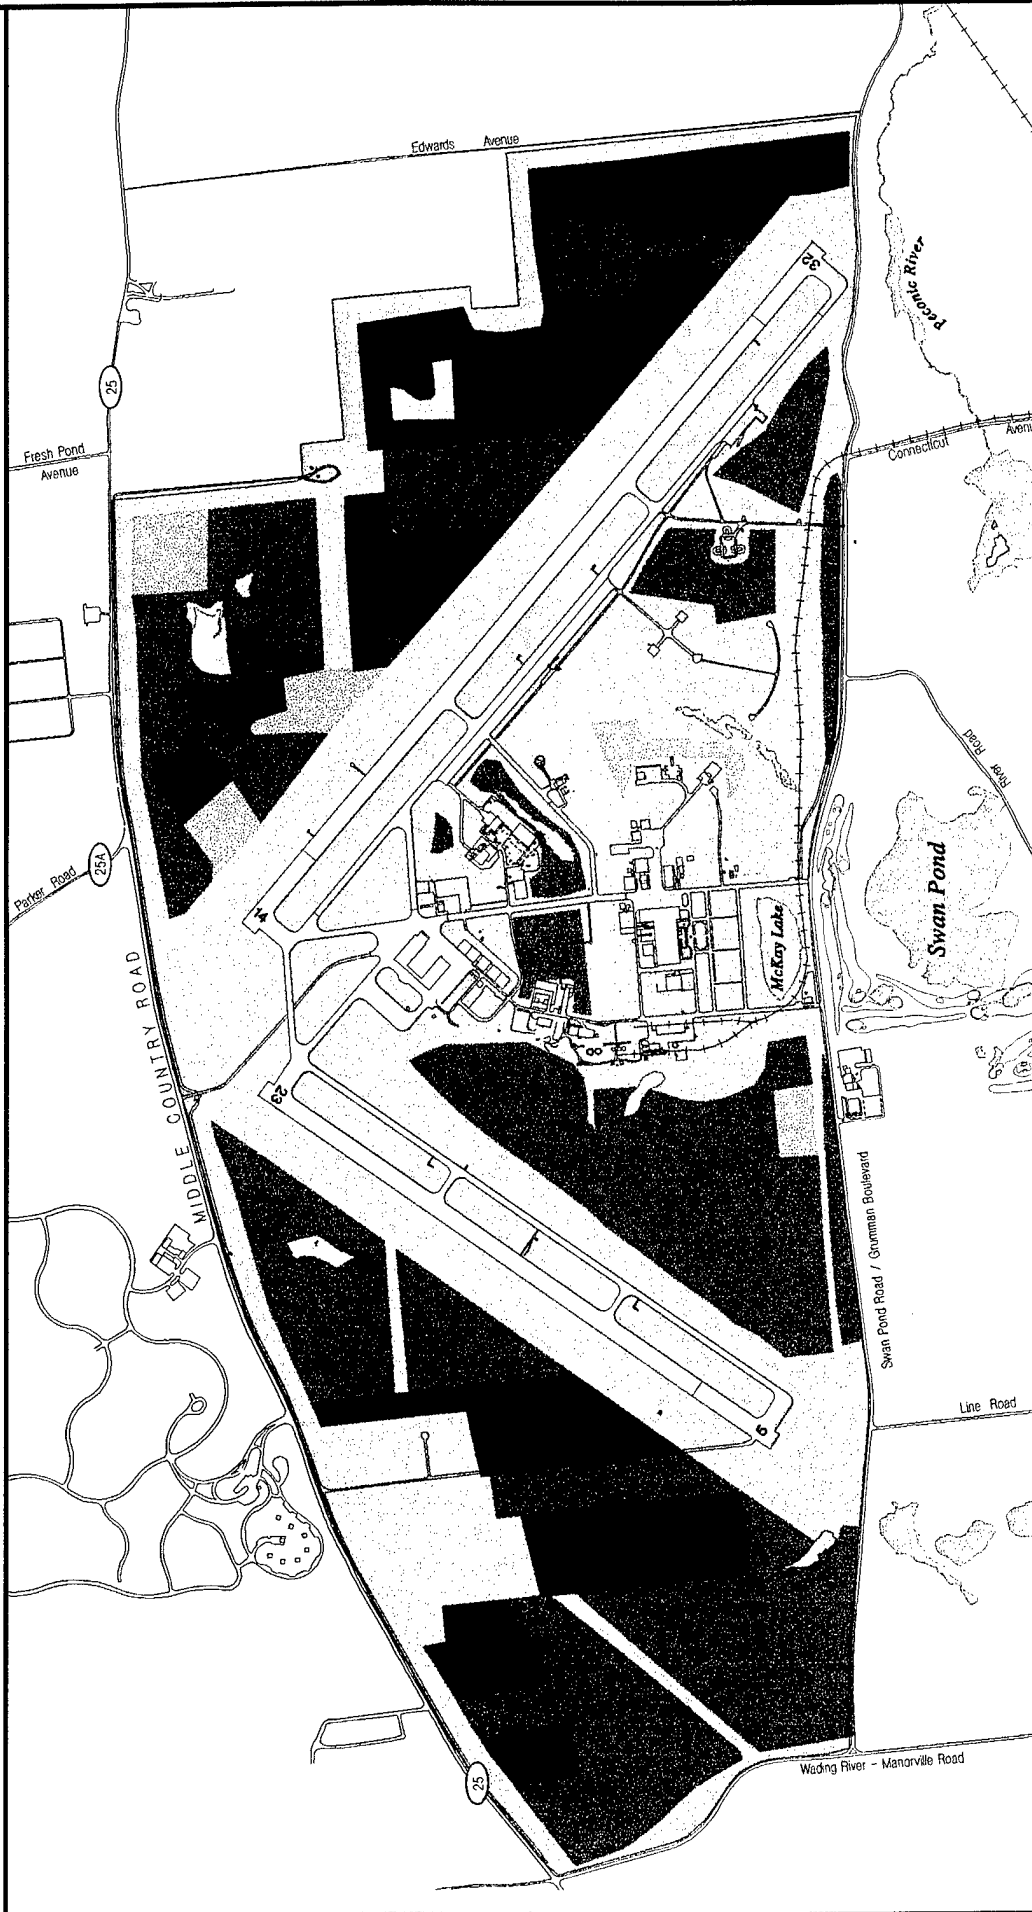 Edwards Avenue
Peconic River
25
Fresh Pond
Avenue
32
Connecticut
River Road
25A
Parker Road
14
Swan Pond
McKay Lake
MIDDLE COUNTRY ROAD
23
Swan Pond Road / Grumman Boulevard
Line Road
5
25
Wading River - Manorville Road